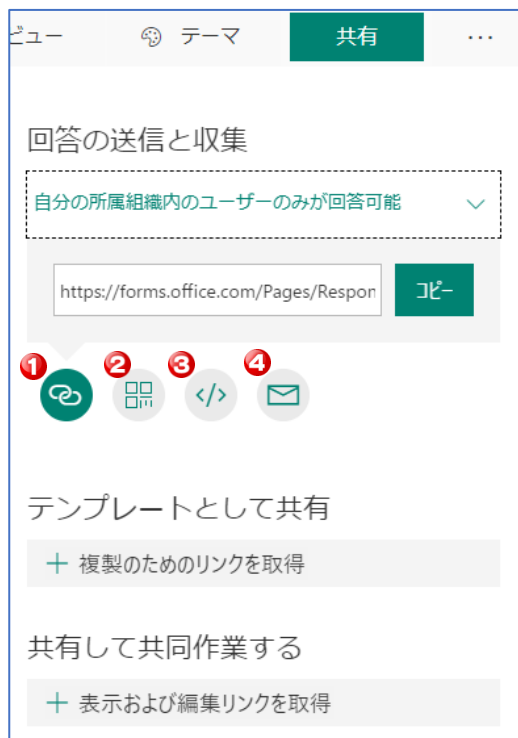 ビュー テーマ 共有 ...
回答の送信と収集
自分の所属組織内のユーザーのみが回答可能
https://forms.office.com/Pages/Respon コピー
1 2 3 4
テンプレートとして共有
+ 複製のためのリンクを取得
共有して共同作業する
+ 表示および編集リンクを取得